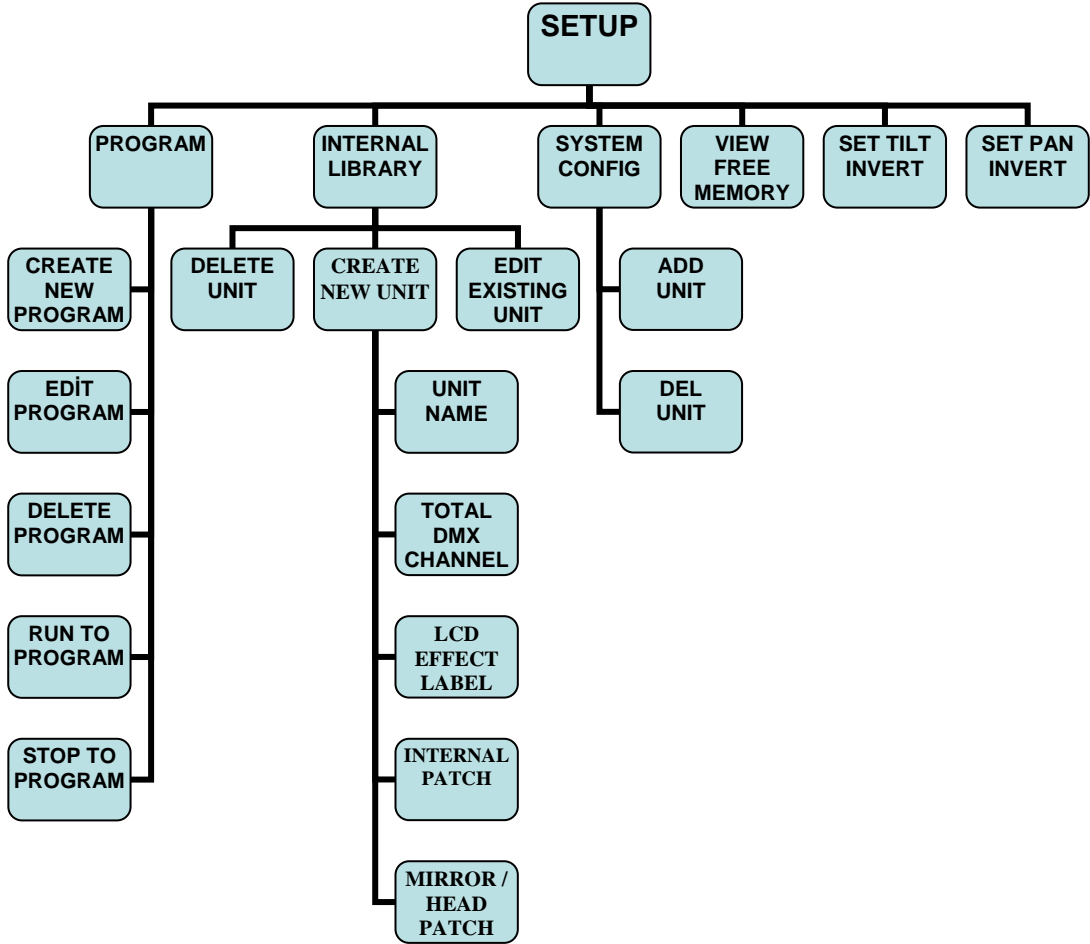 SETUP
PROGRAM
INTERNAL
LIBRARY
SYSTEM
CONFIG
VIEW
FREE
MEMORY
SET TILT
INVERT
SET PAN
INVERT
CREATE
NEW
PROGRAM
DELETE
UNIT
CREATE
NEW UNIT
EDIT
EXISTING
UNIT
ADD
UNIT
EDİT
PROGRAM
UNIT
NAME
DEL
UNIT
DELETE
PROGRAM
TOTAL
DMX
CHANNEL
RUN TO
PROGRAM
LCD
EFFECT
LABEL
STOP TO
PROGRAM
INTERNAL
PATCH
MIRROR /
HEAD
PATCH